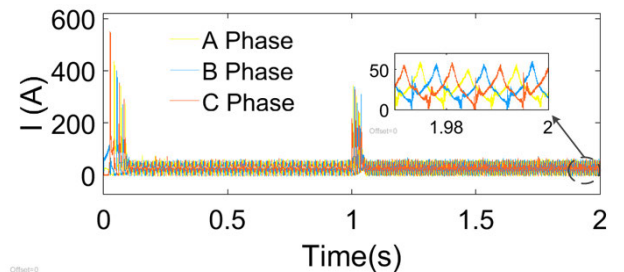 600
400
200
0
I (A)
A Phase
B Phase
C Phase
50
0
Offset=0
1.98
2
0
0.5
1
1.5
2
Time(s)
Offset=0